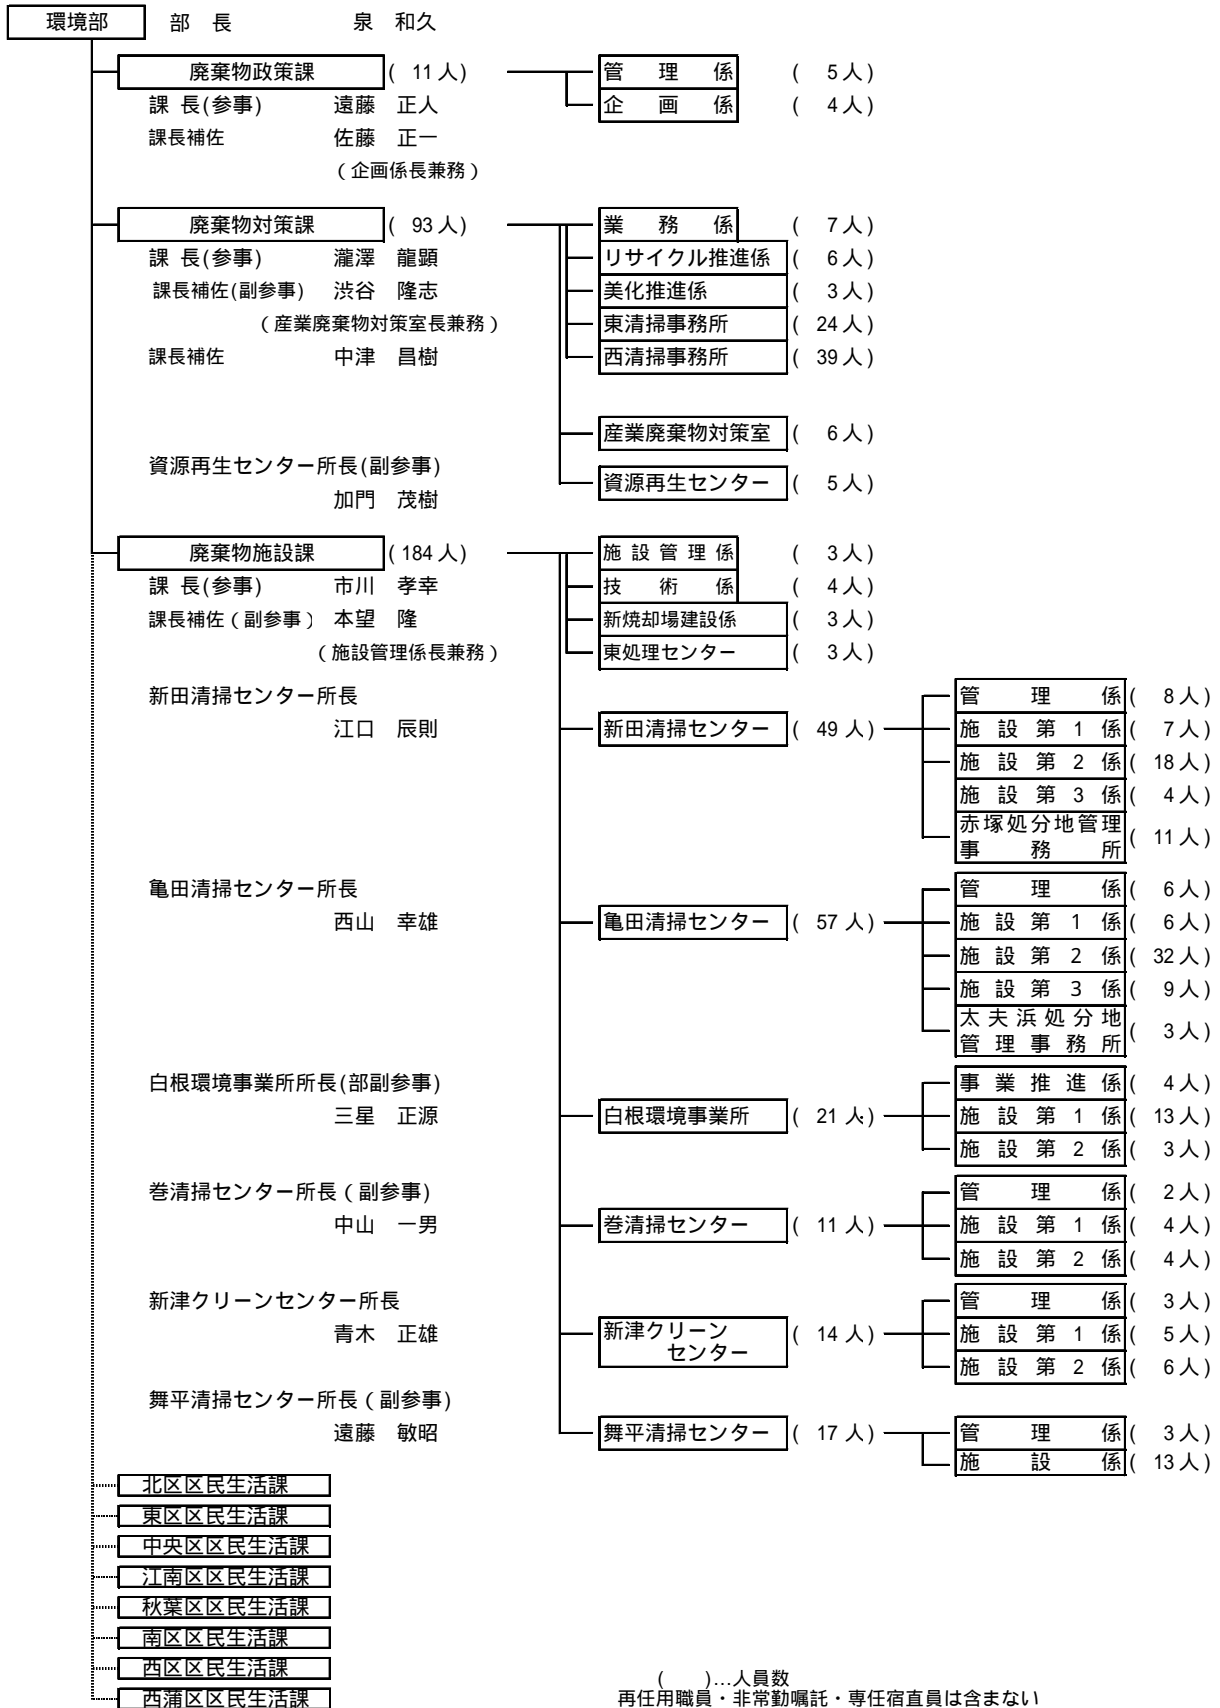 環境部 部 長 泉 和久
廃棄物政策課 ( 11 人) 管 理 係 ( 5人)
課 長(参事) 遠藤 正人 企 画 係 ( 4人)
課長補佐 佐藤 正一
(企画係長兼務)
廃棄物対策課 ( 93 人) 業 務 係 ( 7人)
課 長(参事) 瀧澤 龍顕 リサイクル推進係 ( 6人)
課長補佐(副参事) 渋谷 隆志 美化推進係 ( 3人)
(産業廃棄物対策室長兼務) 東清掃事務所 ( 24人)
課長補佐 中津 昌樹 西清掃事務所 ( 39人)
産業廃棄物対策室 ( 6人)
資源再生センター所長(副参事) 資源再生センター ( 5人)
加門 茂樹
廃棄物施設課 ( 184 人) 施 設 管 理 係 ( 3人)
課 長(参事) 市川 孝幸 技 術 係 ( 4人)
課長補佐(副参事) 本望 隆 新焼却場建設係 ( 3人)
(施設管理係長兼務) 東処理センター ( 3人)
新田清掃センター所長 管 理 係 ( 8人)
江口 辰則 新田清掃センター ( 49 人) 施 設 第 1 係 ( 7人)
施 設 第 2 係 ( 18人)
施 設 第 3 係 ( 4人)
赤塚処分地管理
事 務 所 ( 11人)
亀田清掃センター所長 管 理 係 ( 6人)
西山 幸雄 亀田清掃センター ( 57 人) 施 設 第 1 係 ( 6人)
施 設 第 2 係 ( 32人)
施 設 第 3 係 ( 9人)
太 夫 浜 処 分 地
管 理 事 務 所 ( 3人)
白根環境事業所所長(部副参事) 事 業 推 進 係 ( 4人)
三星 正源 白根環境事業所 ( 21 人) 施 設 第 1 係 ( 13人)
施 設 第 2 係 ( 3人)
巻清掃センター所長(副参事) 管 理 係 ( 2人)
中山 一男 巻清掃センター ( 11 人) 施 設 第 1 係 ( 4人)
施 設 第 2 係 ( 4人)
新津クリーンセンター所長 管 理 係 ( 3人)
青木 正雄 新津クリーン
センター ( 14 人) 施 設 第 1 係 ( 5人)
施 設 第 2 係 ( 6人)
舞平清掃センター所長(副参事)
遠藤 敏昭 舞平清掃センター ( 17 人) 管 理 係 ( 3人)
施 設 係 ( 13人)
北区区民生活課
東区区民生活課
中央区区民生活課
江南区区民生活課
秋葉区区民生活課
南区区民生活課
西区区民生活課
西蒲区区民生活課
( )…人員数
再任用職員・非常勤嘱託・専任宿直員は含まない